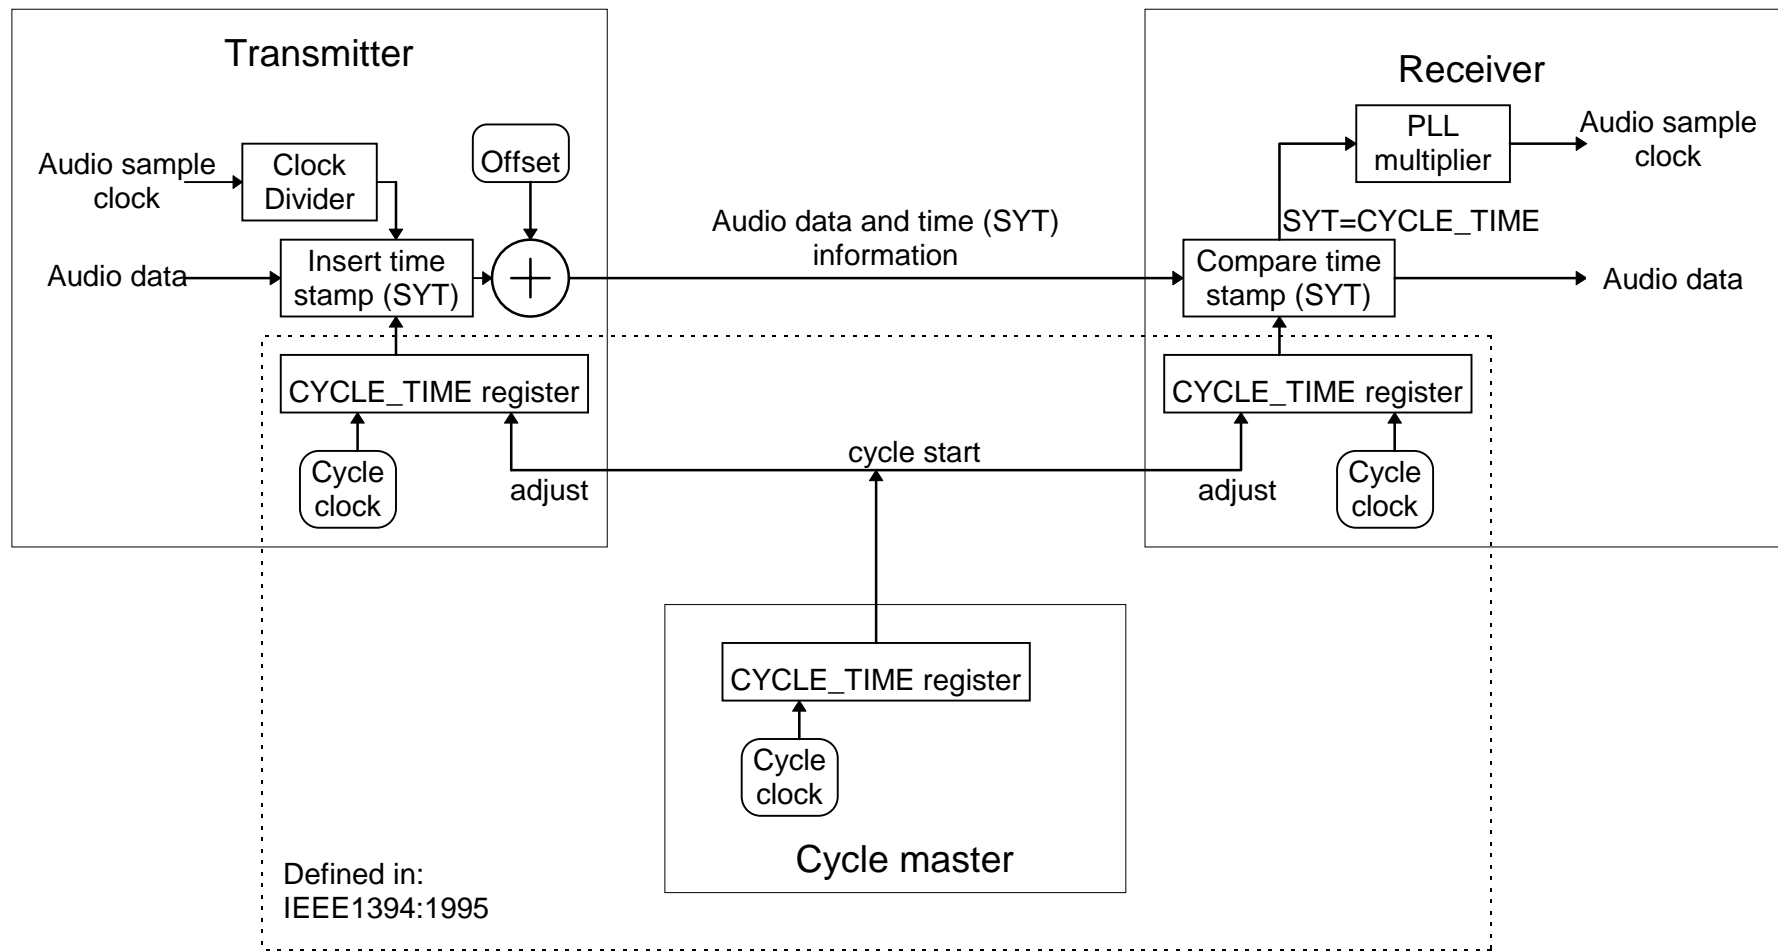 Transmitter
Audio sample
clock
Clock
Divider
Offset
Audio data
Insert time
stamp (SYT)
CYCLE_TIME register
Cycle
clock
adjust
Audio data and time (SYT)
information
cycle start
Receiver
PLL
multiplier
Audio sample
clock
SYT=CYCLE_TIME
Compare time
stamp (SYT)
Audio data
CYCLE_TIME register
adjust
Cycle
clock
CYCLE_TIME register
Cycle
clock
Cycle master
Defined in:
IEEE1394:1995